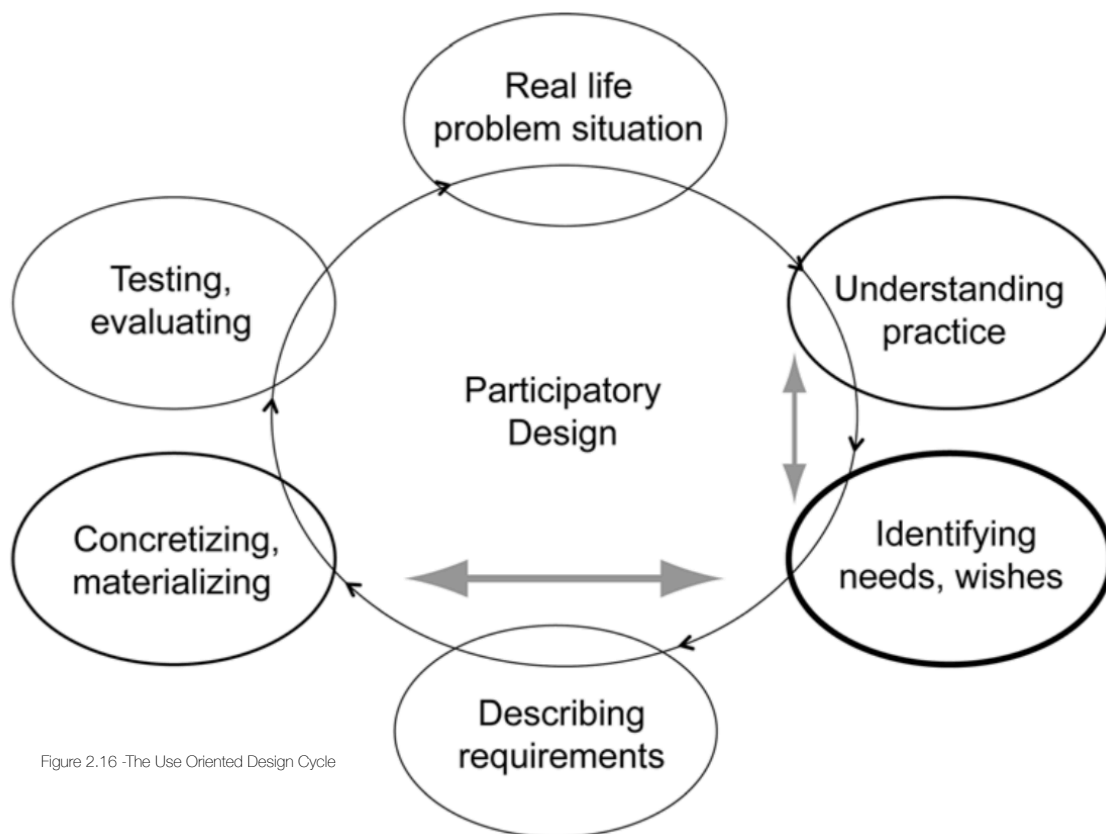 Real life
problem situation
Understanding
practice
Identifying
needs, wishes
Describing
requirements
Concretizing,
materializing
Testing,
evaluating
Participatory
Design
Figure 2.16 -The Use Oriented Design Cycle